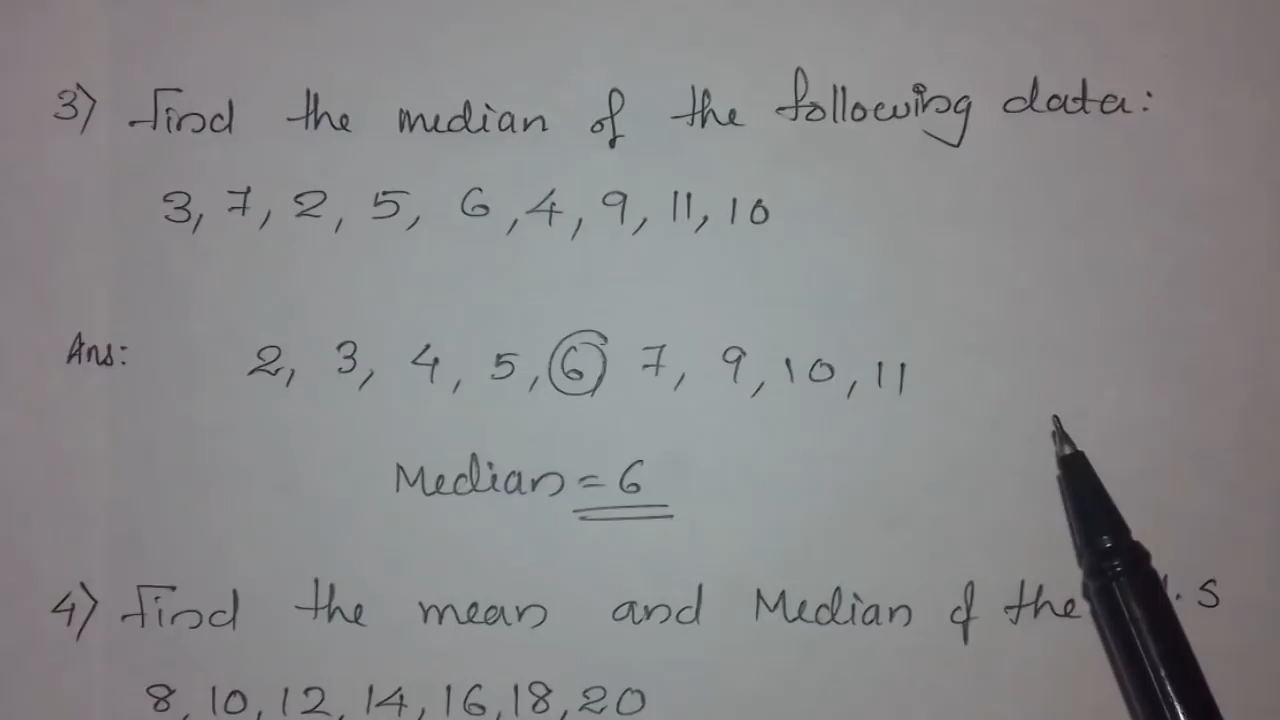 3) Find the median of the following data:
3, 7, 2, 5, 6, 4, 9, 11, 10
Ans: 2, 3, 4, 5, 6 7, 9, 10, 11
Median = 6
4) Find the mean and Median of the .S
8, 10, 12, 14, 16, 18, 20